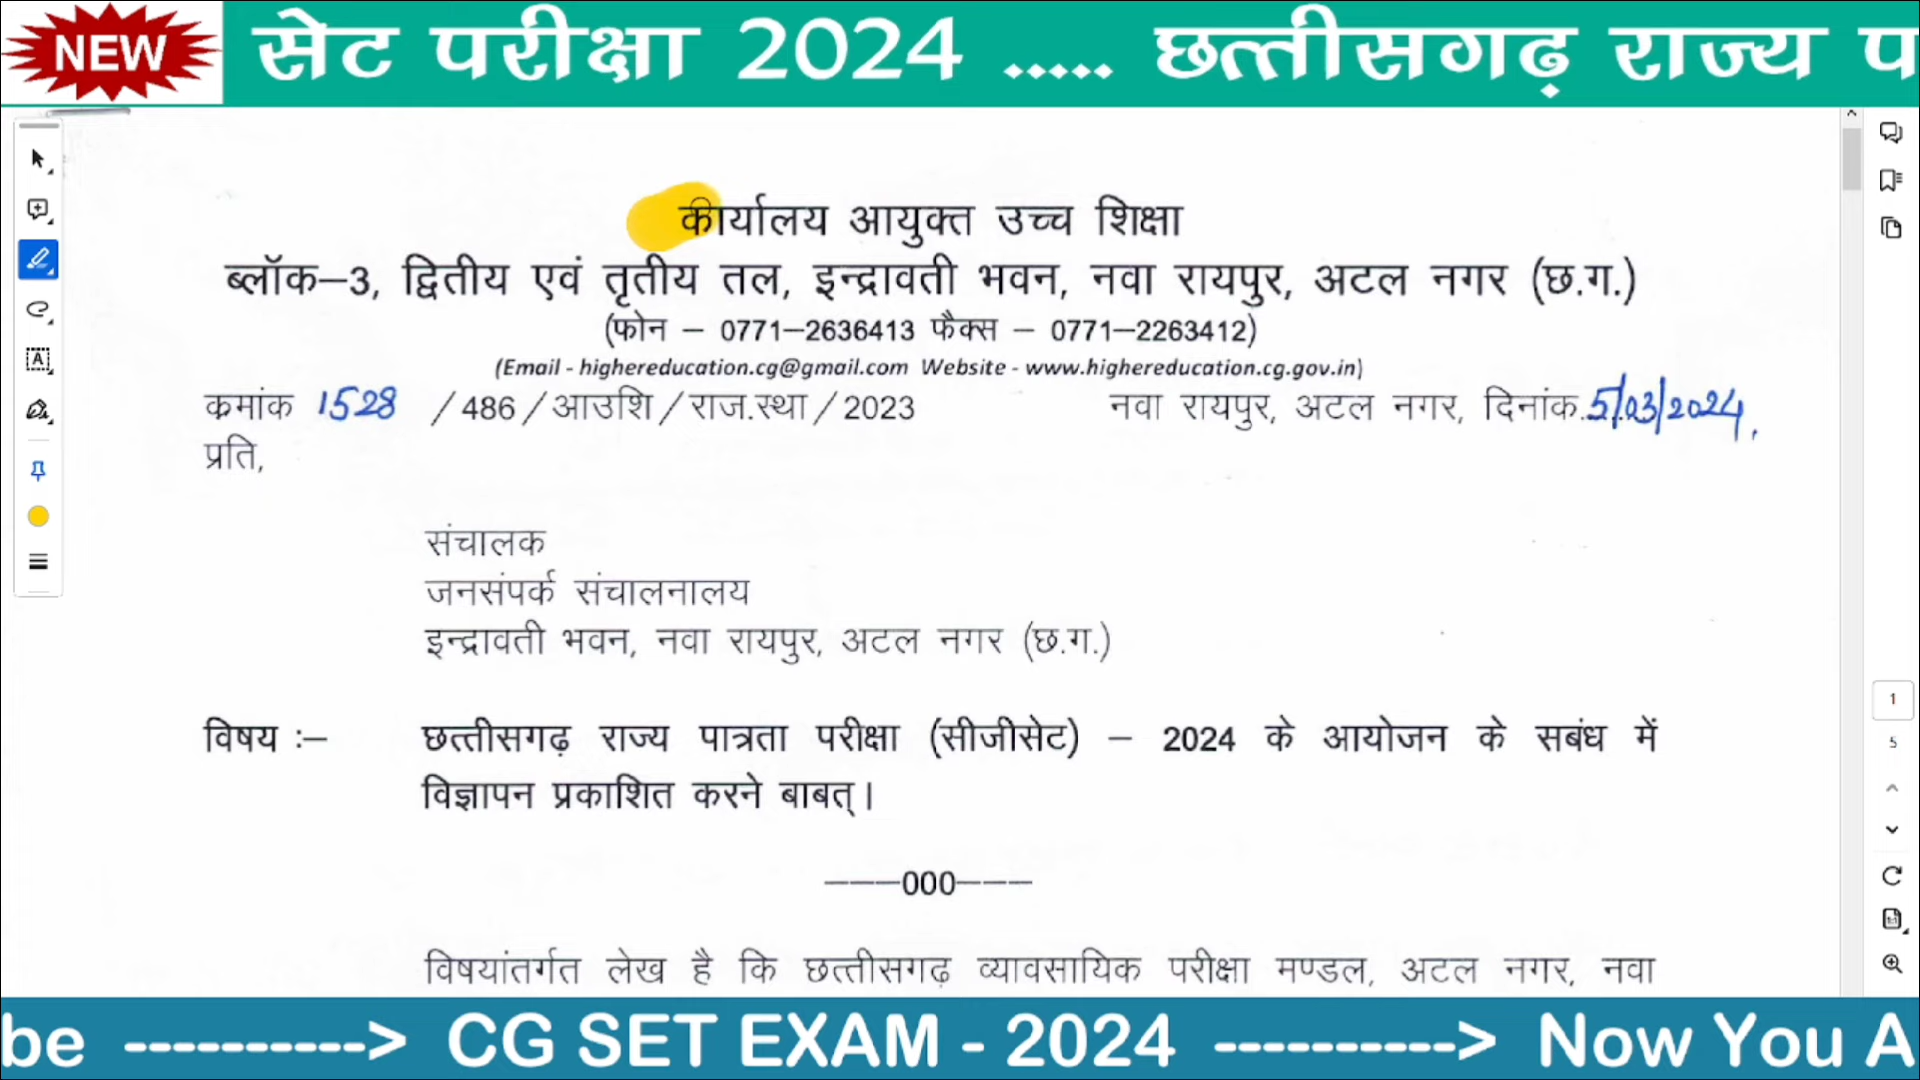 NEW सेट परीक्षा 2024 ..... छत्तीसगढ़ राज्य प
कार्यालय आयुक्त उच्च शिक्षा
ब्लॉक–3, द्वितीय एवं तृतीय तल, इन्द्रावती भवन, नवा रायपुर, अटल नगर (छ.ग.)
(फोन – 0771–2636413 फैक्स – 0771–2263412)
(Email - highereducation.cg@gmail.com Website - www.highereducation.cg.gov.in)
कमांक 1528 /486/आउशि/राज.स्था/2023 नवा रायपुर, अटल नगर, दिनांक.5/03/2024,
प्रति,
संचालक
जनसंपर्क संचालनालय
इन्द्रावती भवन, नवा रायपुर, अटल नगर (छ.ग.)
विषय :– छत्तीसगढ़ राज्य पात्रता परीक्षा (सीजीसेट) – 2024 के आयोजन के सबंध में
विज्ञापन प्रकाशित करने बाबत्।
———000———
विषयांतर्गत लेख है कि छत्तीसगढ़ व्यावसायिक परीक्षा मण्डल, अटल नगर, नवा
1
5
be ----------> CG SET EXAM - 2024 ----------> Now You A